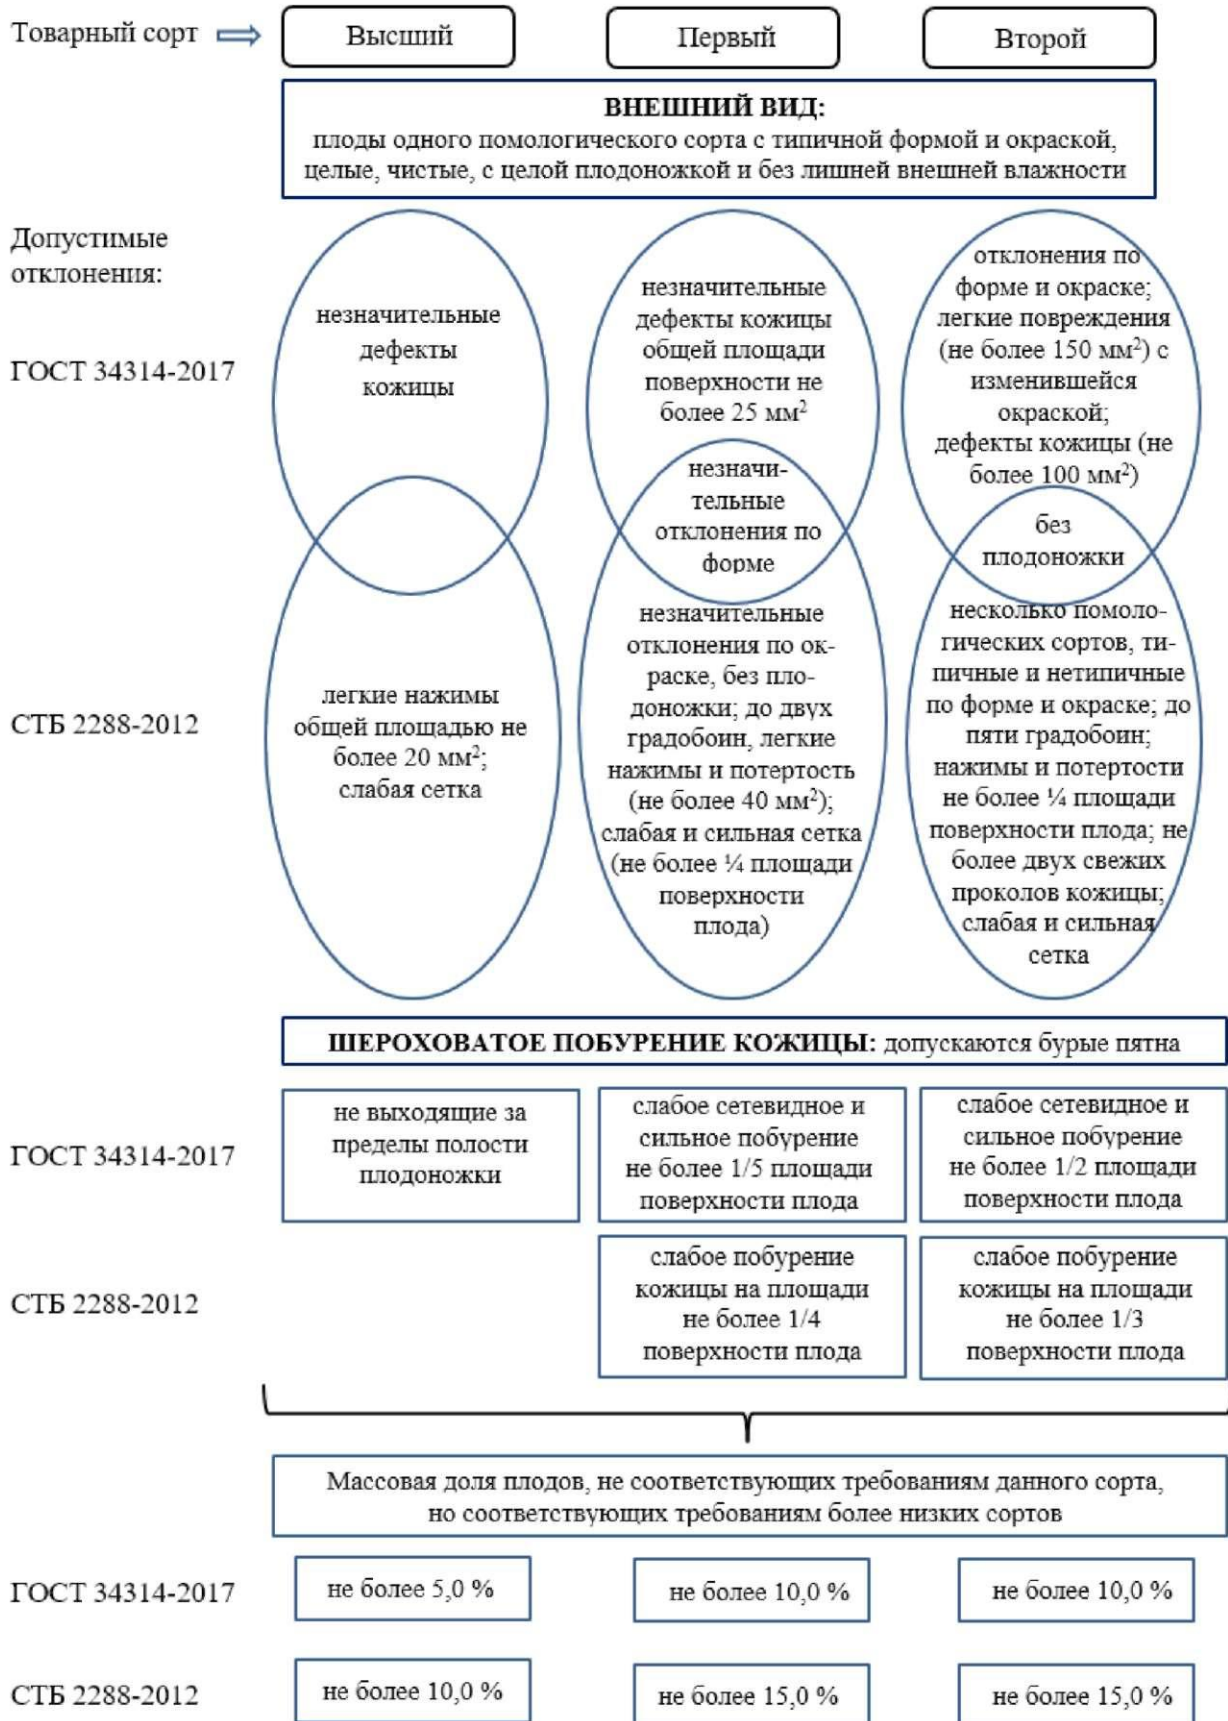 Товарный сорт
Высший
Первый
Второй
ВНЕШНИЙ ВИД:
плоды одного помологического сорта с типичной формой и окраской,
целые, чистые, с целой плодоножкой и без лишней внешней влажности
Допустимые
отклонения:
ГОСТ 34314-2017
незначительные
дефекты
кожицы
незначительные
дефекты кожицы
общей площади
поверхности не
более 25 мм²
отклонения по
форме и окраске;
легкие повреждения
(не более 150 мм²) с
изменившейся
окраской;
дефекты кожицы (не
более 100 мм²)
незначи-
тельные
отклонения по
форме
без
плодоножки
СТБ 2288-2012
легкие нажимы
общей площадью не
более 20 мм²;
слабая сетка
незначительные
отклонения по ок-
раске, без пло-
доножки; до двух
градобоин, легкие
нажимы и потертость
(не более 40 мм²);
слабая и сильная сетка
(не более ¼ площади
поверхности
плода)
несколько помоло-
гических сортов, ти-
пичные и нетипичные
по форме и окраске; до
пяти градобоин;
нажимы и потертости
не более ¼ площади
поверхности плода; не
более двух свежих
проколов кожицы;
слабая и сильная
сетка
ШЕРОХОВАТОЕ ПОБУРЕНИЕ КОЖИЦЫ: допускаются бурые пятна
ГОСТ 34314-2017
не выходящие за
пределы полости
плодоножки
слабое сетевидное и
сильное побурение
не более 1/5 площади
поверхности плода
слабое сетевидное и
сильное побурение
не более 1/2 площади
поверхности плода
СТБ 2288-2012
слабое побурение
кожицы на площади
не более 1/4
поверхности плода
слабое побурение
кожицы на площади
не более 1/3
поверхности плода
Массовая доля плодов, не соответствующих требованиям данного сорта,
но соответствующих требованиям более низких сортов
ГОСТ 34314-2017
не более 5,0 %
не более 10,0 %
не более 10,0 %
СТБ 2288-2012
не более 10,0 %
не более 15,0 %
не более 15,0 %